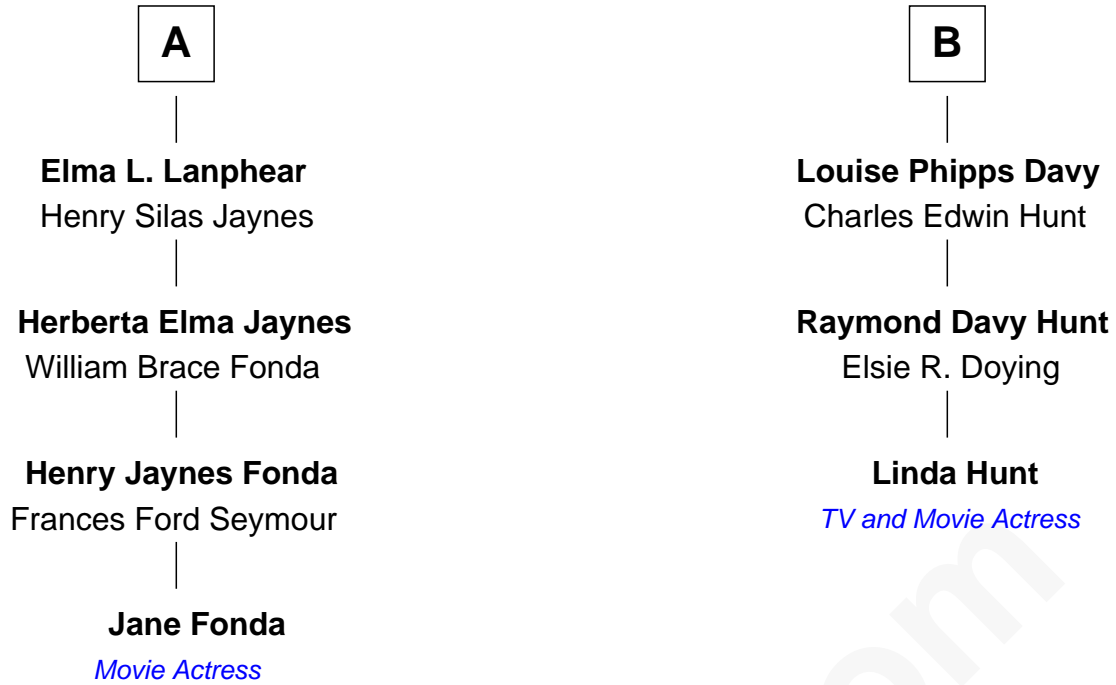 A
Elma L. Lanphear
Henry Silas Jaynes
Herberta Elma Jaynes
William Brace Fonda
Henry Jaynes Fonda
Frances Ford Seymour
Jane Fonda
Movie Actress
B
Louise Phipps Davy
Charles Edwin Hunt
Raymond Davy Hunt
Elsie R. Doying
Linda Hunt
TV and Movie Actress
om